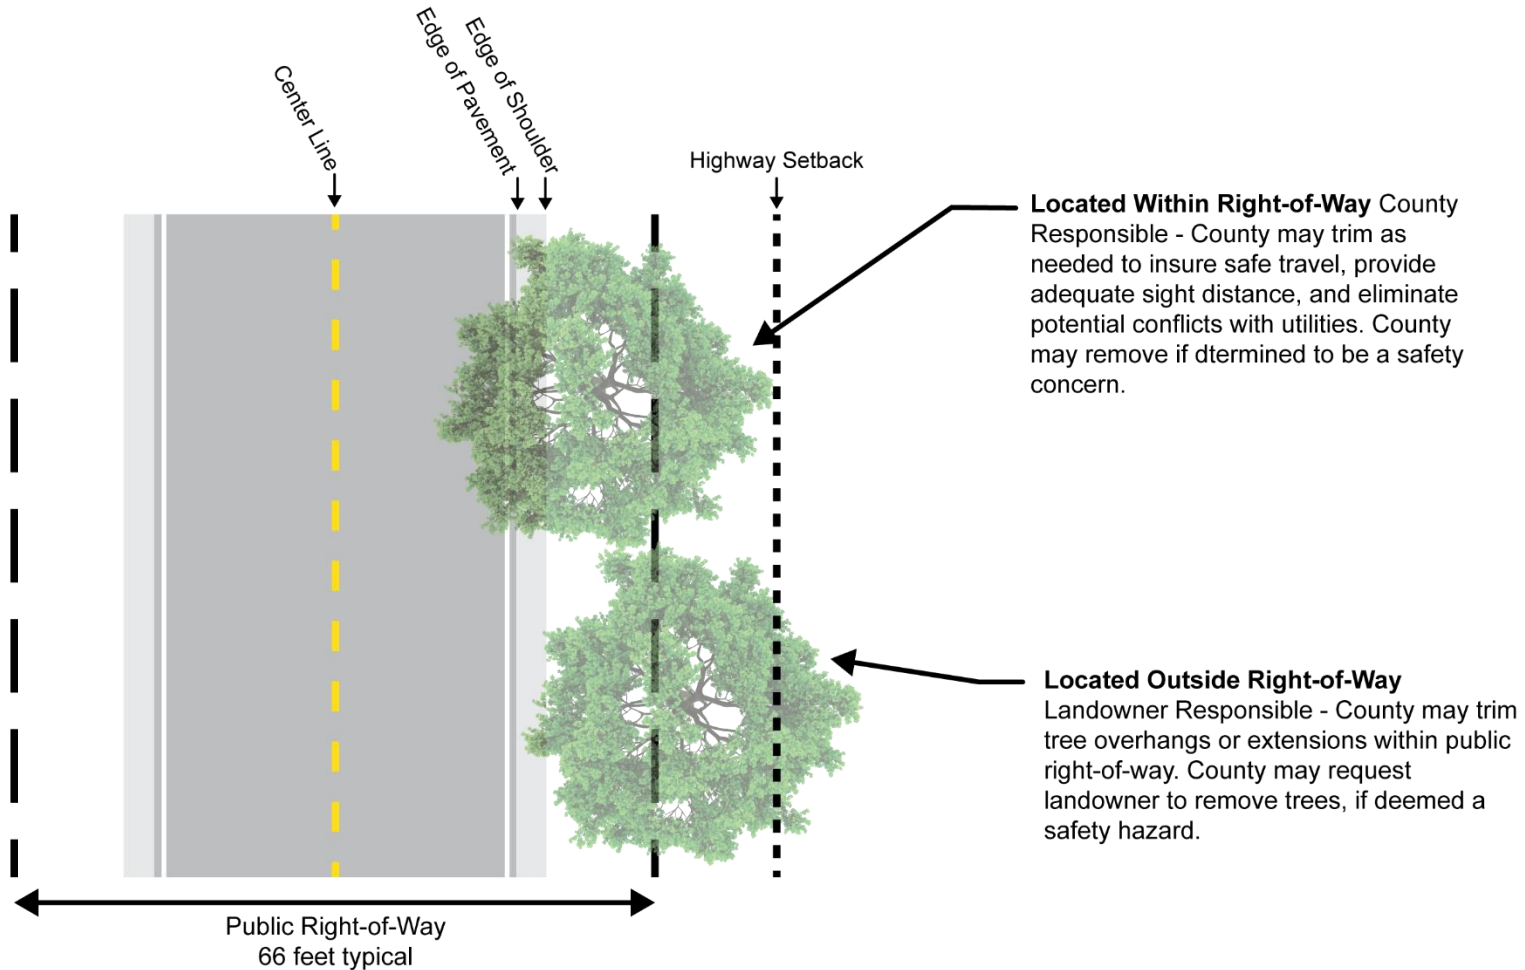 Edge of Shoulder
Edge of Pavement
Center Line
Highway Setback
Located Within Right-of-Way County
Responsible - County may trim as
needed to insure safe travel, provide
adequate sight distance, and eliminate
potential conflicts with utilities. County
may remove if dtermined to be a safety
concern.
Located Outside Right-of-Way
Landowner Responsible - County may trim
tree overhangs or extensions within public
right-of-way. County may request
landowner to remove trees, if deemed a
safety hazard.
Public Right-of-Way
66 feet typical